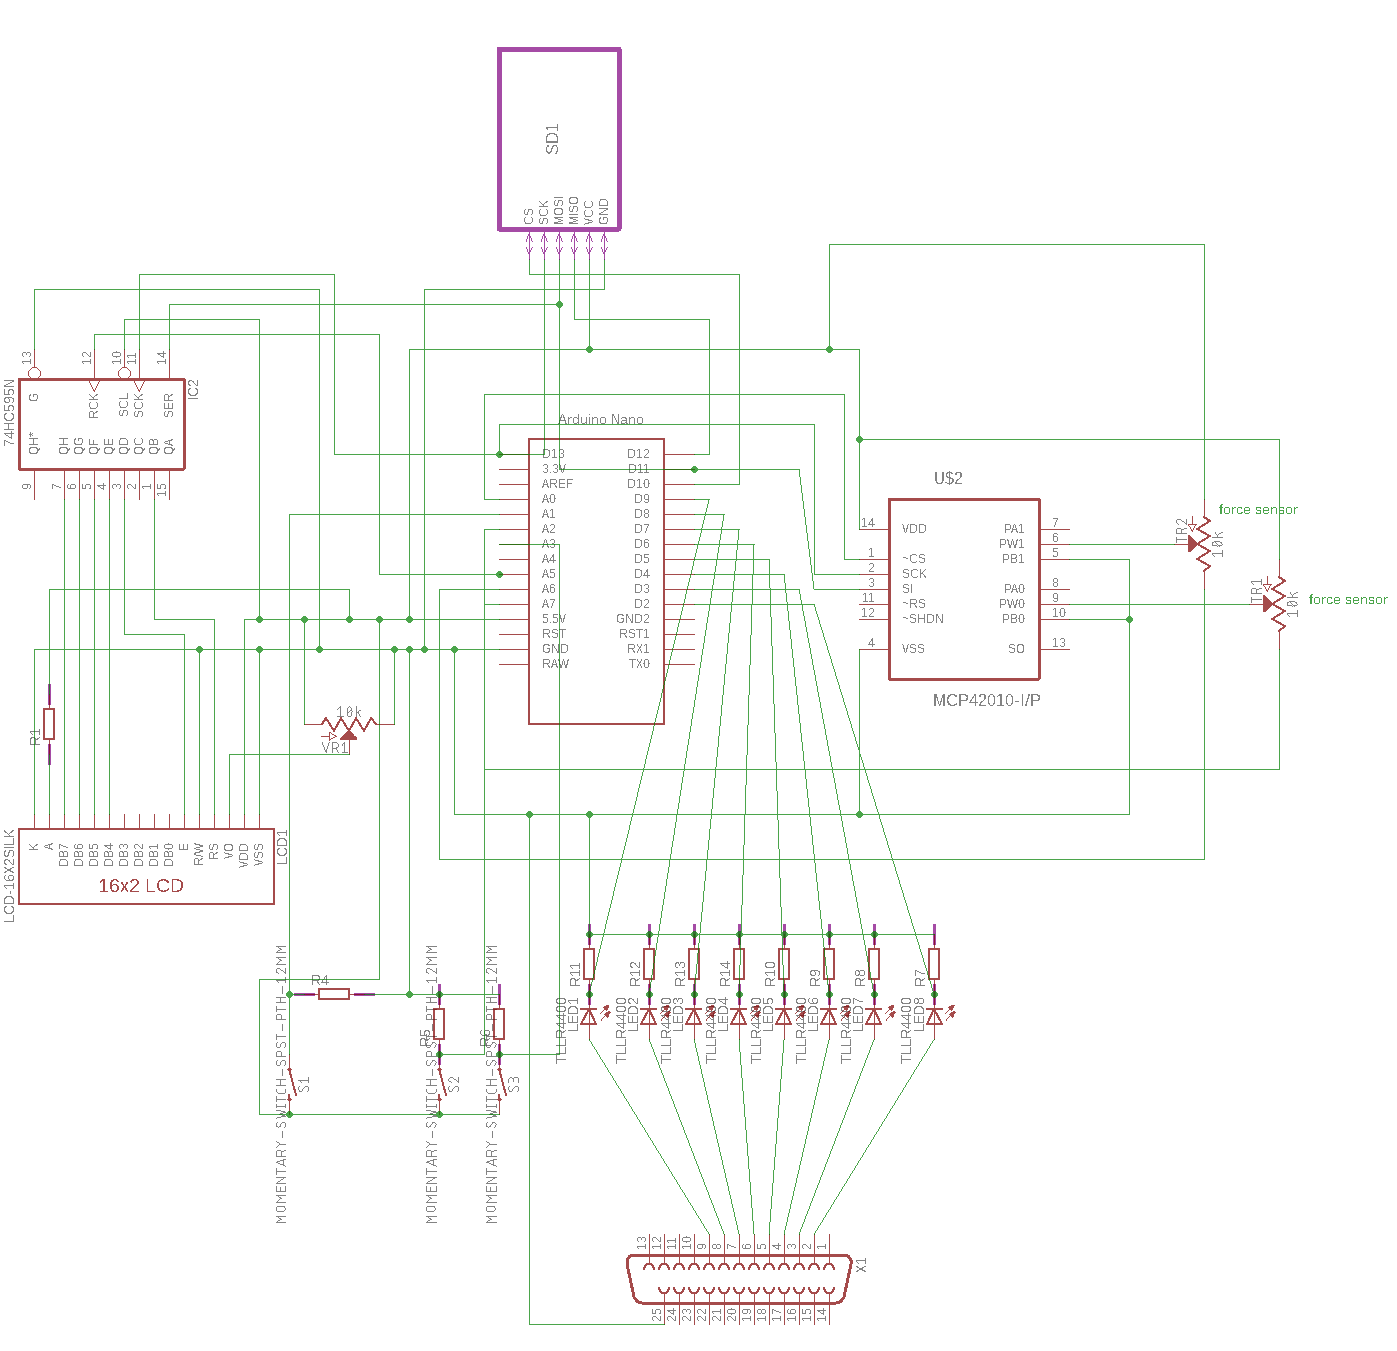 SD1
CS
SCK
MOSI
MISO
VCC
GND
13
12
10
11
14
74HC595N
IC2
G
RCK
SCL
SCK
SER
QH*
QH
QG
QF
QE
QD
QC
QB
QA
9
7
6
5
4
3
2
1
15
Arduino Nano
D13
3.3V
AREF
A0
A1
A2
A3
A4
A5
A6
A7
5.5V
RST
GND
RAW
D12
D11
D10
D9
D8
D7
D6
D5
D4
D3
D2
GND2
RST1
RX1
TX0
U$2
14
1
2
3
11
12
4
VDD
~CS
SCK
SI
~RS
~SHDN
VSS
PA1
PW1
PB1
PA0
PW0
PB0
SO
7
6
5
8
9
10
13
MCP42010-I/P
force sensor
TR2
10k
force sensor
TR1
10k
R1
10k
VR1
LCD-16X2SILK
LCD1
K
A
DB7
DB6
DB5
DB4
DB3
DB2
DB1
DB0
E
R/W
RS
VO
VDD
VSS
16x2 LCD
R4
R5
R6
MOMENTARY-SWITCH-SPST-PTH-12MM
S1
MOMENTARY-SWITCH-SPST-PTH-12MM
S2
MOMENTARY-SWITCH-SPST-PTH-12MM
S3
R11
R12
R13
R14
R10
R9
R8
R7
TLLR4400
LED1
TLLR4400
LED2
TLLR4400
LED3
TLLR4400
LED4
TLLR4400
LED5
TLLR4400
LED6
TLLR4400
LED7
TLLR4400
LED8
13
12
11
10
9
8
7
6
5
4
3
2
1
X1
25
24
23
22
21
20
19
18
17
16
15
14